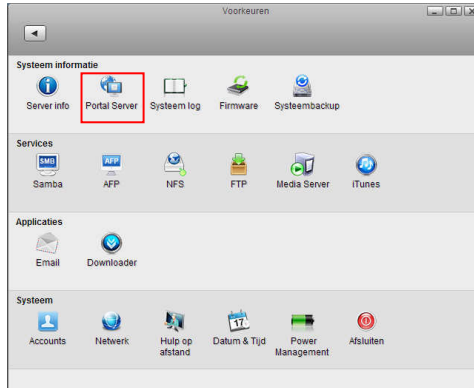 Voorkeuren
Systeem informatie
Server info
Portal Server
Systeem log
Firmware
Systeembackup
Services
SMB
AFP
Samba
AFP
NFS
FTP
Media Server
iTunes
Applicaties
Email
Downloader
Systeem
17
Accounts
Netwerk
Hulp op
afstand
Datum & Tijd
Power
Management
Afsluiten